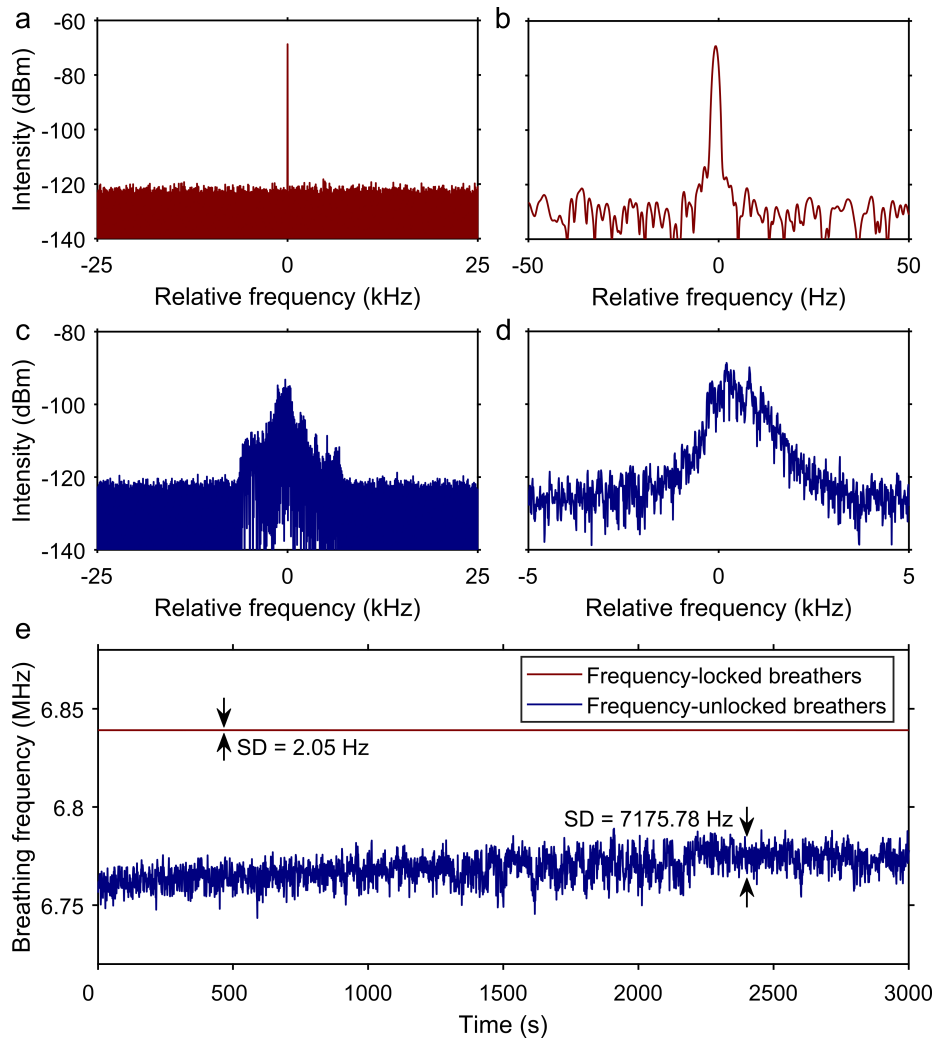 a
b
-60
-80
-100
-120
-140
Intensity (dBm)
-25
0
25
Relative frequency (kHz)
-50
0
50
Relative frequency (Hz)
c
d
-80
-100
-120
-140
Intensity (dBm)
-25
0
25
Relative frequency (kHz)
-5
0
5
Relative frequency (kHz)
e
Breathing frequency (MHz)
6.85
6.8
6.75
Frequency-locked breathers
Frequency-unlocked breathers
SD = 2.05 Hz
SD = 7175.78 Hz
0
500
1000
1500
2000
2500
3000
Time (s)